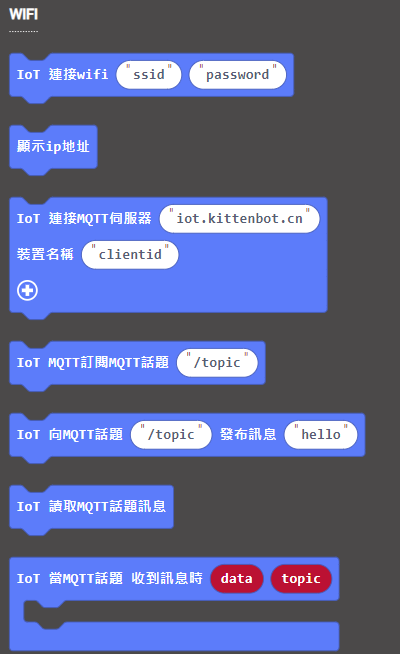 WIFI
IoT 連接wifi "ssid" "password"
顯示ip地址
IoT 連接MQTT伺服器 "iot.kittenbot.cn"
裝置名稱 "clientid"
IoT MQTT訂閱MQTT話題 "/topic"
IoT 向MQTT話題 "/topic" 發布訊息 "hello"
IoT 讀取MQTT話題訊息
IoT 當MQTT話題 收到訊息時 data topic